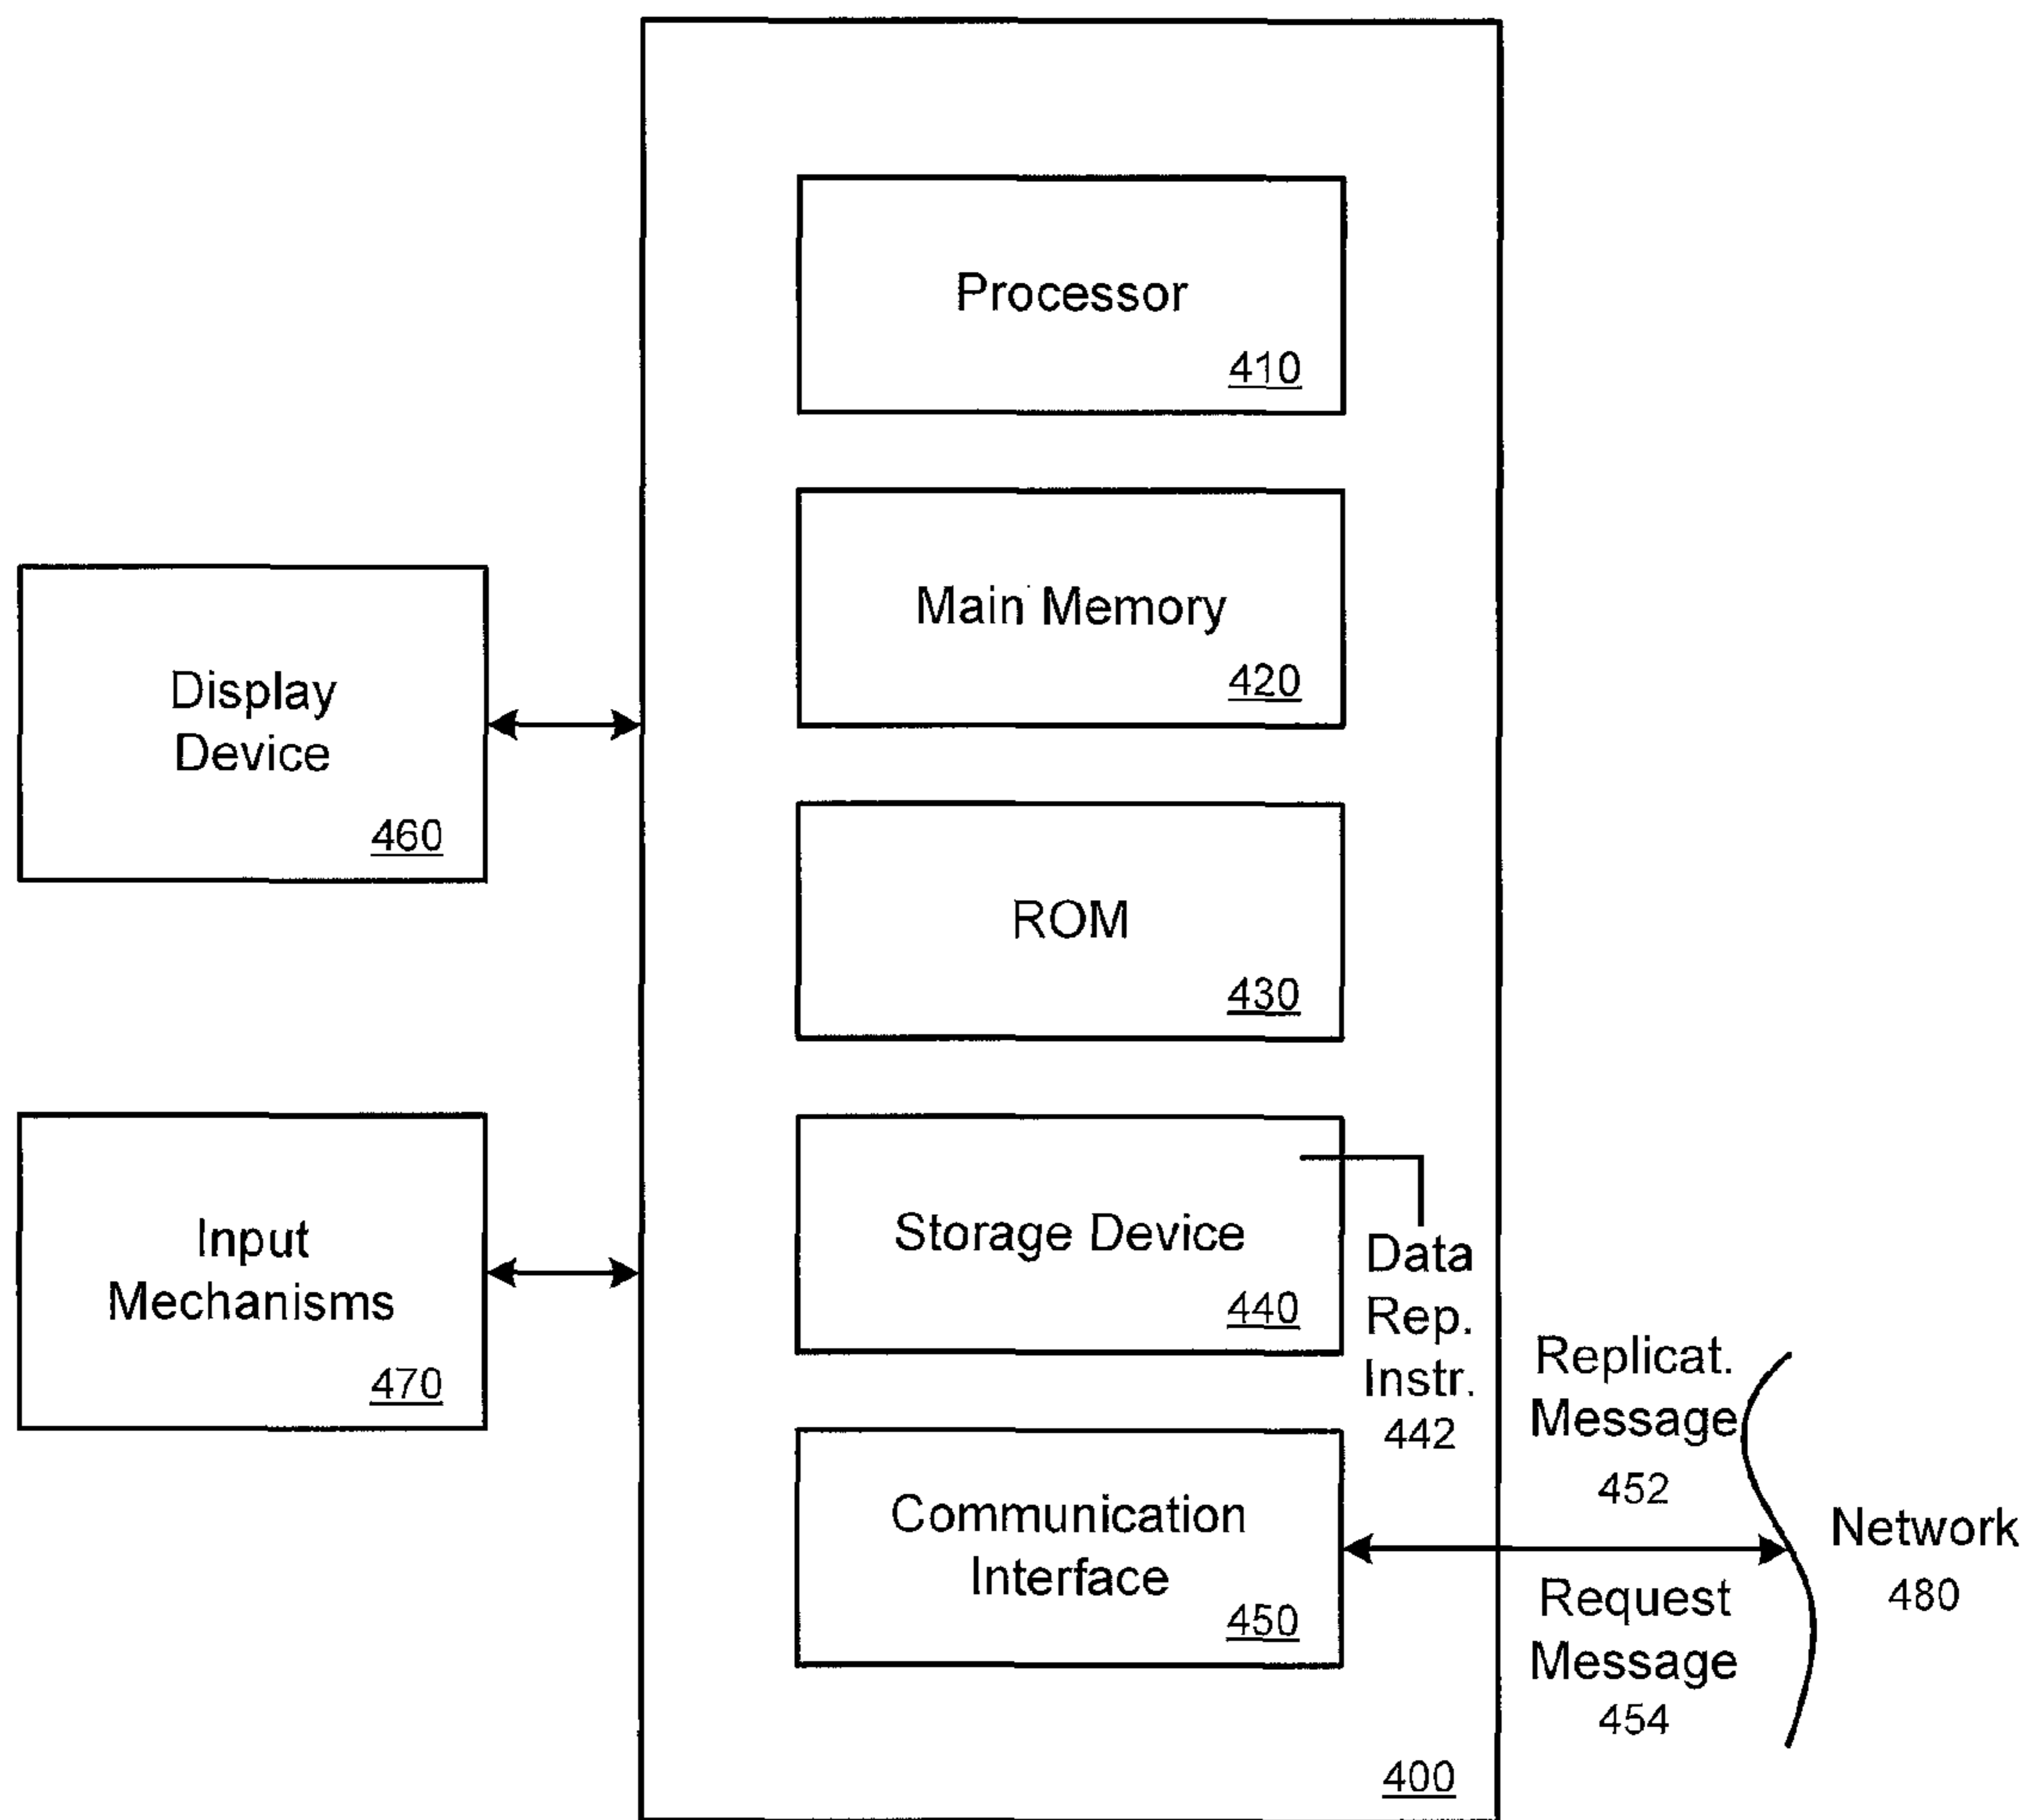 Processor
410
Main Memory
420
Display
Device
460
ROM
430
Input
Mechanisms
470
Storage Device
440
Data
Rep.
Instr.
442
Communication
Interface
450
Replicat.
Message
452
Request
Message
454
Network
480
400